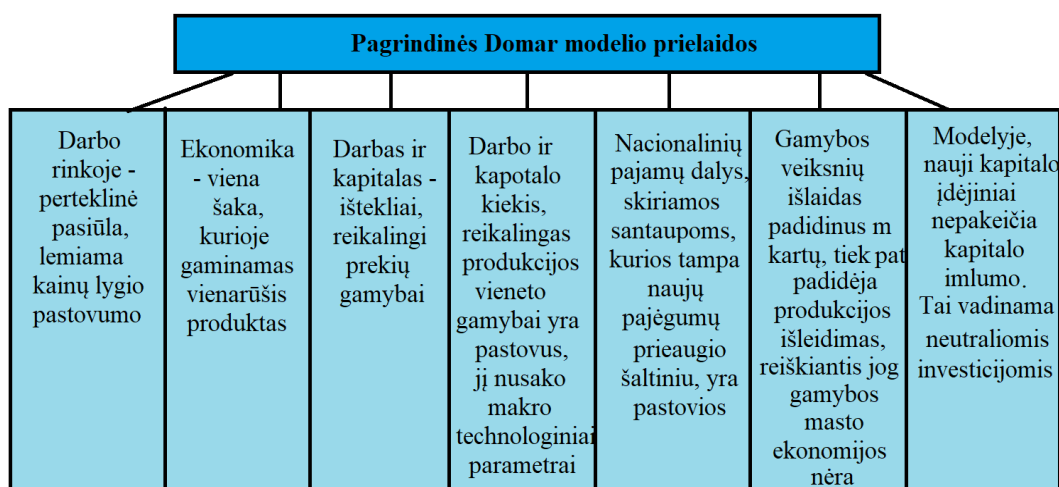 Pagrindinės Domar modelio prielaidos
Darbo
rinkoje -
perteklinė
pasiūla,
lemiama
kainų lygio
pastovumo
Ekonomika
- viena
šaka,
kurioje
gaminamas
vienarūšis
produktas
Darbas ir
kapitalas -
ištekliai,
reikalingi
prekių
gamybai
Darbo ir
kapotalo
kiekis,
reikalingas
produkcijos
vieneto
gamybai yra
pastovus,
jį nusako
makro
technologiniai
parametrai
Nacionalinių
pajamų dalys,
skiriamos
santaupoms,
kurios tampa
naujų
pajėgumų
prieaugio
šaltiniu, yra
pastovios
Gamybos
veiksnių
išlaidas
padidinus m
kartų, tiek pat
padidėja
produkcijos
išleidimas,
reiškiantis jog
gamybos
masto
ekonomijos
nėra
Modelyje,
nauji kapitalo
įdėjiniai
nepakeičia
kapitalo
imlumo.
Tai vadinama
neutraliomis
investicijomis